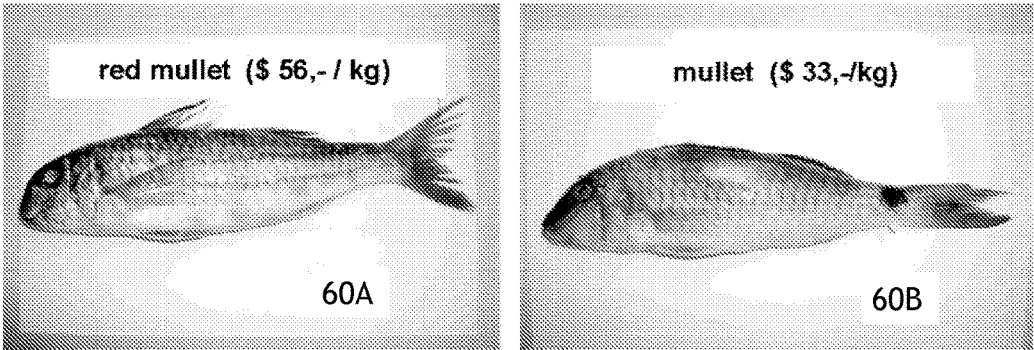 red mullet ($ 56,- / kg)
60A
mullet ($ 33,-/kg)
60B